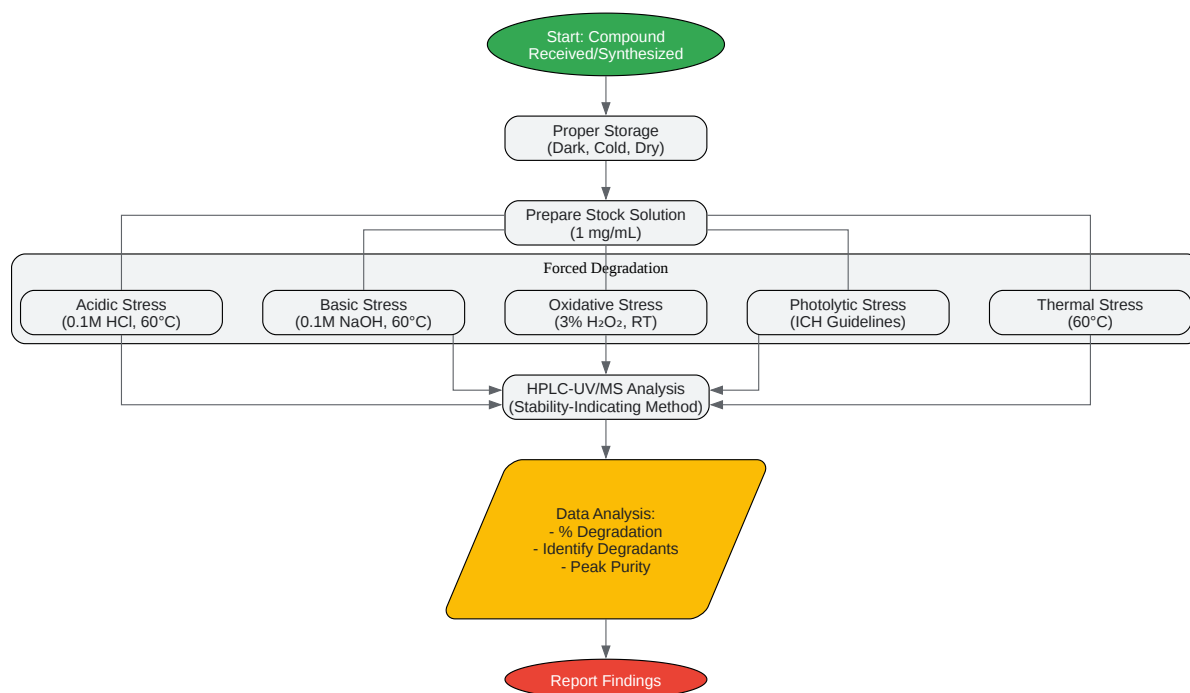 Start: Compound
Received/Synthesized
Proper Storage
(Dark, Cold, Dry)
Prepare Stock Solution
(1 mg/mL)
Forced Degradation
Acidic Stress
(0.1M HCl, 60°C)
Basic Stress
(0.1M NaOH, 60°C)
Oxidative Stress
(3% H₂O₂, RT)
Photolytic Stress
(ICH Guidelines)
Thermal Stress
(60°C)
HPLC-UV/MS Analysis
(Stability-Indicating Method)
Data Analysis:
- % Degradation
- Identify Degradants
- Peak Purity
Report Findings